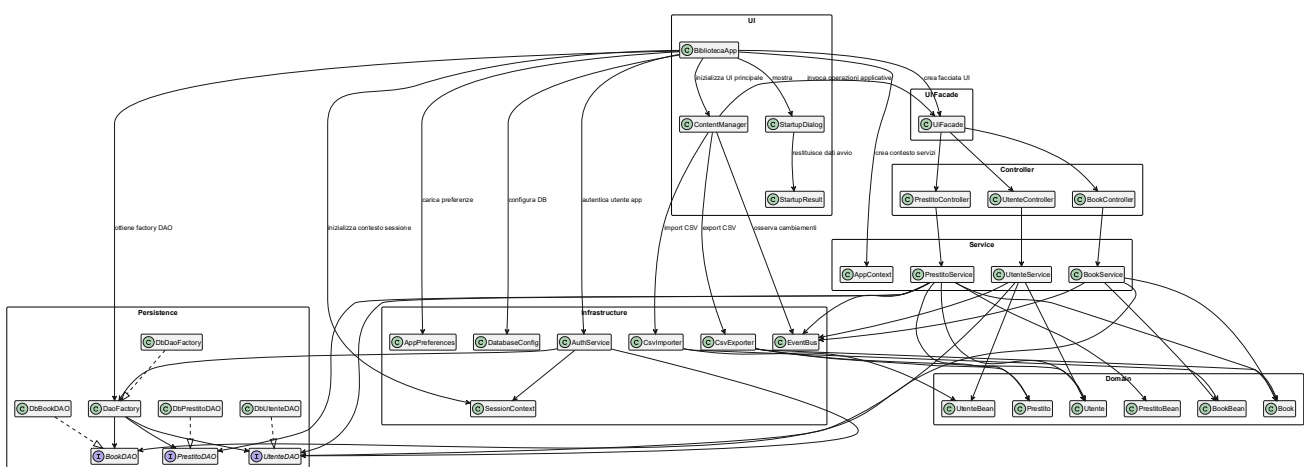 UI
BibliotecaApp
inizializza UI principale
mostra
invoca operazioni applicative
crea facciata UI
UI Facade
ContentManager
StartupDialog
UiFacade
restituisce dati avvio
crea contesto servizi
Controller
StartupResult
PrestitoController
UtenteController
BookController
carica preferenze
configura DB
autentica utente app
ottiene factory DAO
inizializza contesto sessione
import CSV
export CSV
osserva cambiamenti
Service
AppContext
PrestitoService
UtenteService
BookService
Persistence
Infrastructure
DbDaoFactory
AppPreferences
DatabaseConfig
AuthService
CsvImporter
CsvExporter
EventBus
Domain
DbBookDAO
DaoFactory
DbPrestitoDAO
DbUtenteDAO
SessionContext
UtenteBean
Prestito
Utente
PrestitoBean
BookBean
Book
BookDAO
PrestitoDAO
UtenteDAO